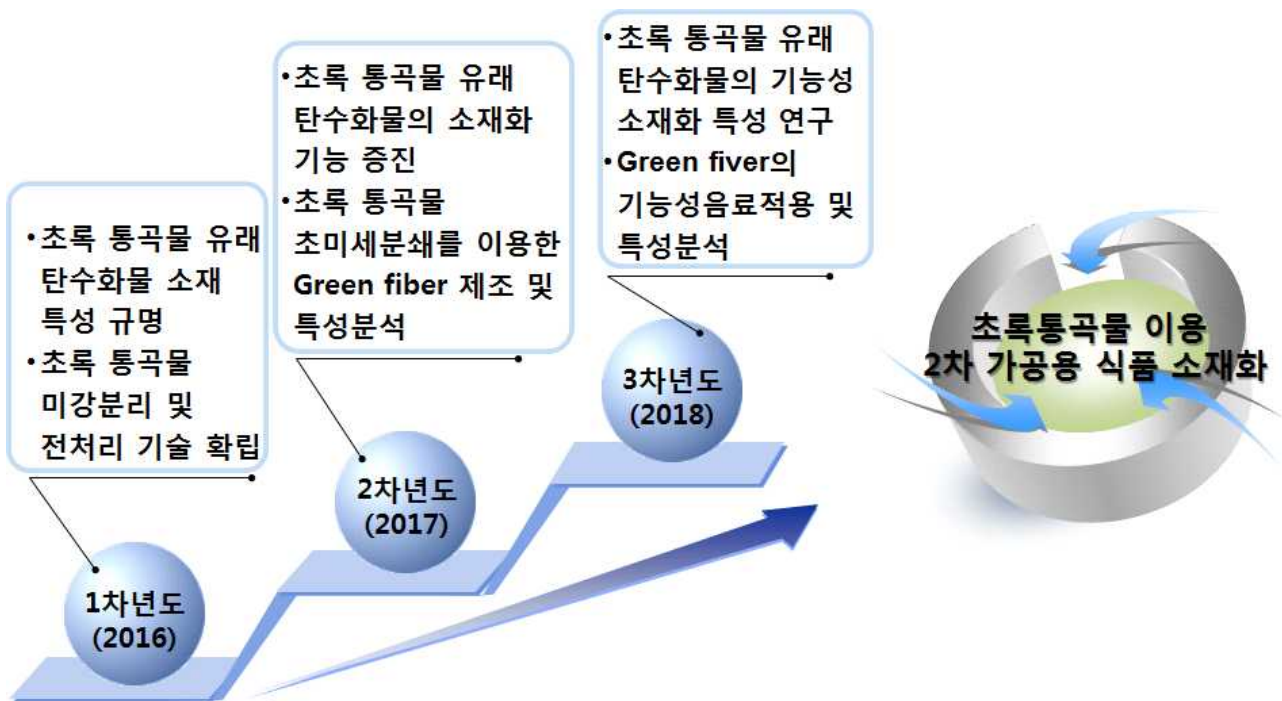 • 초록 통곡물 유래
탄수화물 소재
특성 규명
• 초록 통곡물
미강분리 및
전처리 기술 확립
1차년도
(2016)
• 초록 통곡물 유래
탄수화물의 소재화
기능 증진
• 초록 통곡물
초미세분쇄를 이용한
Green fiber 제조 및
특성분석
2차년도
(2017)
• 초록 통곡물 유래
탄수화물의 기능성
소재화 특성 연구
• Green fiver의
기능성음료적용 및
특성분석
3차년도
(2018)
초록통곡물 이용
2차 가공용 식품 소재화